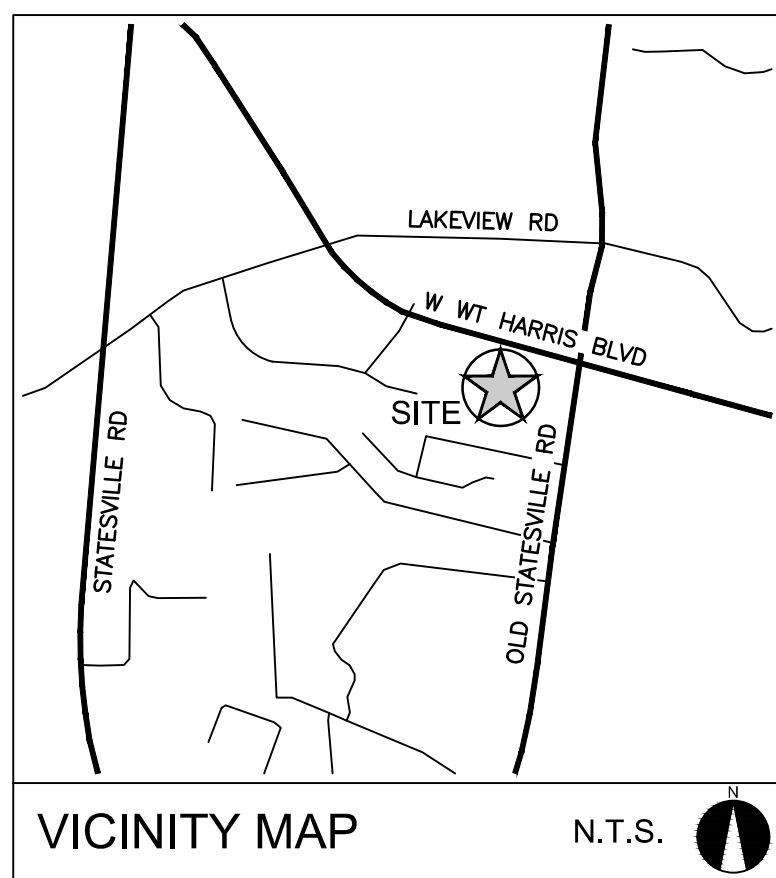 LAKEVIEW RD
W WT HARRIS BLVD
SITE
STATESVILLE RD
OLD STATESVILLE RD
VICINITY MAP
N.T.S.
N